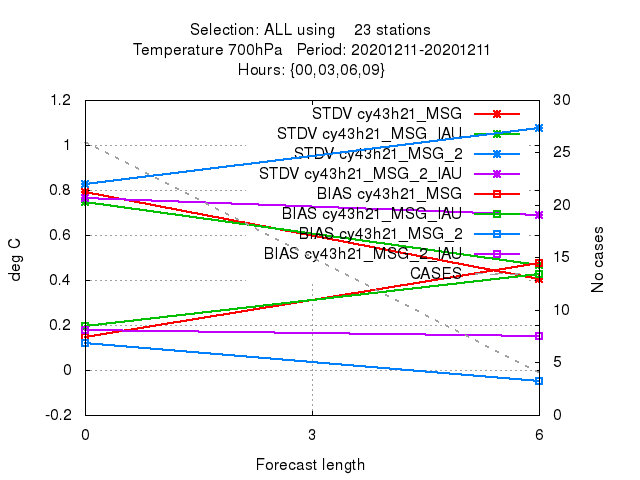 Selection: ALL using 23 stations
Temperature 700hPa Period: 20201211-20201211
Hours: {00,03,06,09}
1.2
1
0.8
0.6
0.4
0.2
0
-0.2
30
25
20
15
10
5
0
deg C
No cases
STDV cy43h21_MSG
STDV cy43h21_MSG_IAU
STDV cy43h21_MSG_2
STDV cy43h21_MSG_2_IAU
BIAS cy43h21_MSG
BIAS cy43h21_MSG_IAU
BIAS cy43h21_MSG_2
BIAS cy43h21_MSG_2_IAU
CASES
0 3 6
Forecast length